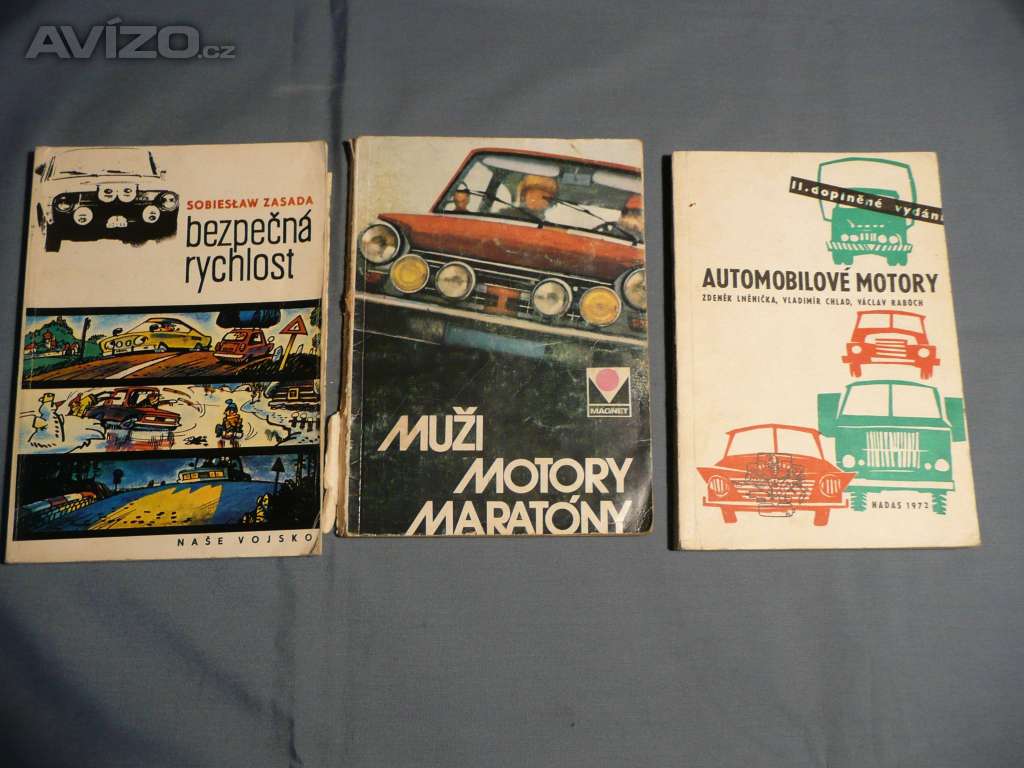 AVÍZO.cz
SOBIESŁAW ZASADA
bezpečná
rychlost
NAŠE VOJSKO
MAGNET
MUŽI
MOTORY
MARATÓNY
II. doplněné vydání
AUTOMOBILOVÉ MOTORY
ZDENĚK LNĚNIČKA, VLADIMÍR CHLAD, VÁCLAV RABOCH
NADAS 1972